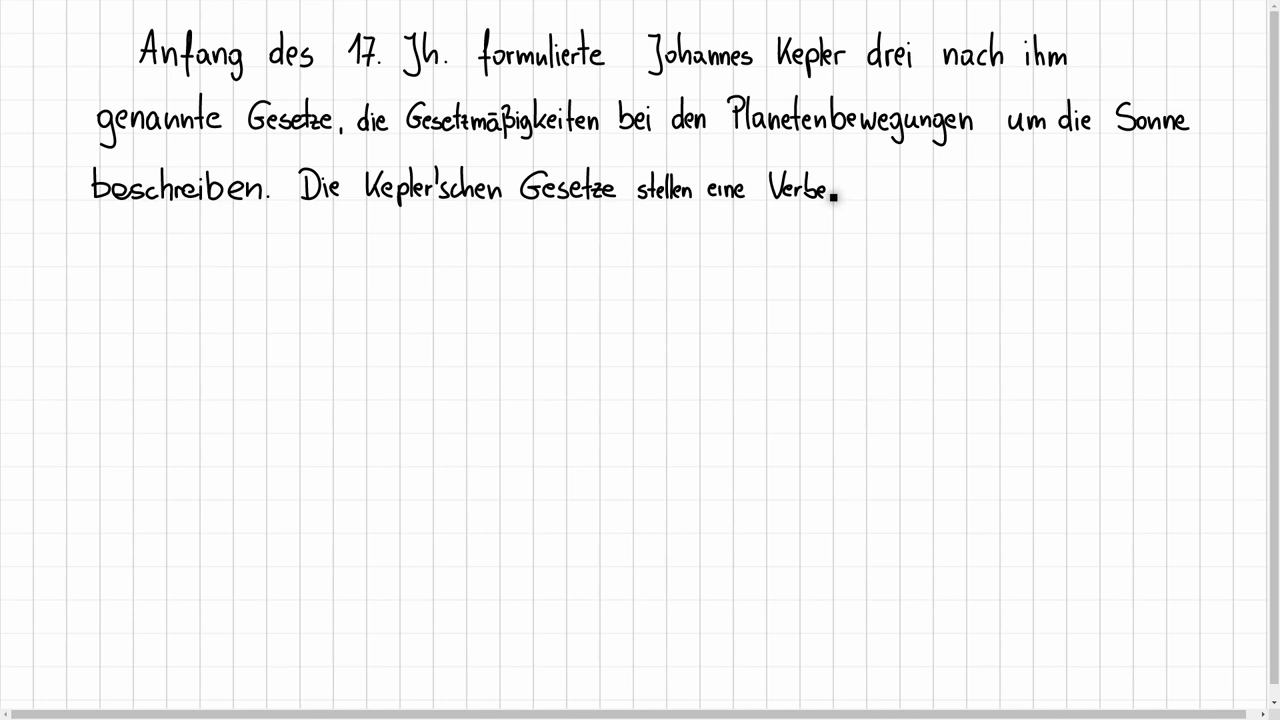 Anfang des 17. Jh. formulierte Johannes Kepler drei nach ihm
genannte Gesetze, die Gesetzmäßigkeiten bei den Planetenbewegungen um die Sonne
beschreiben. Die Kepler'schen Gesetze stellen eine Verbe